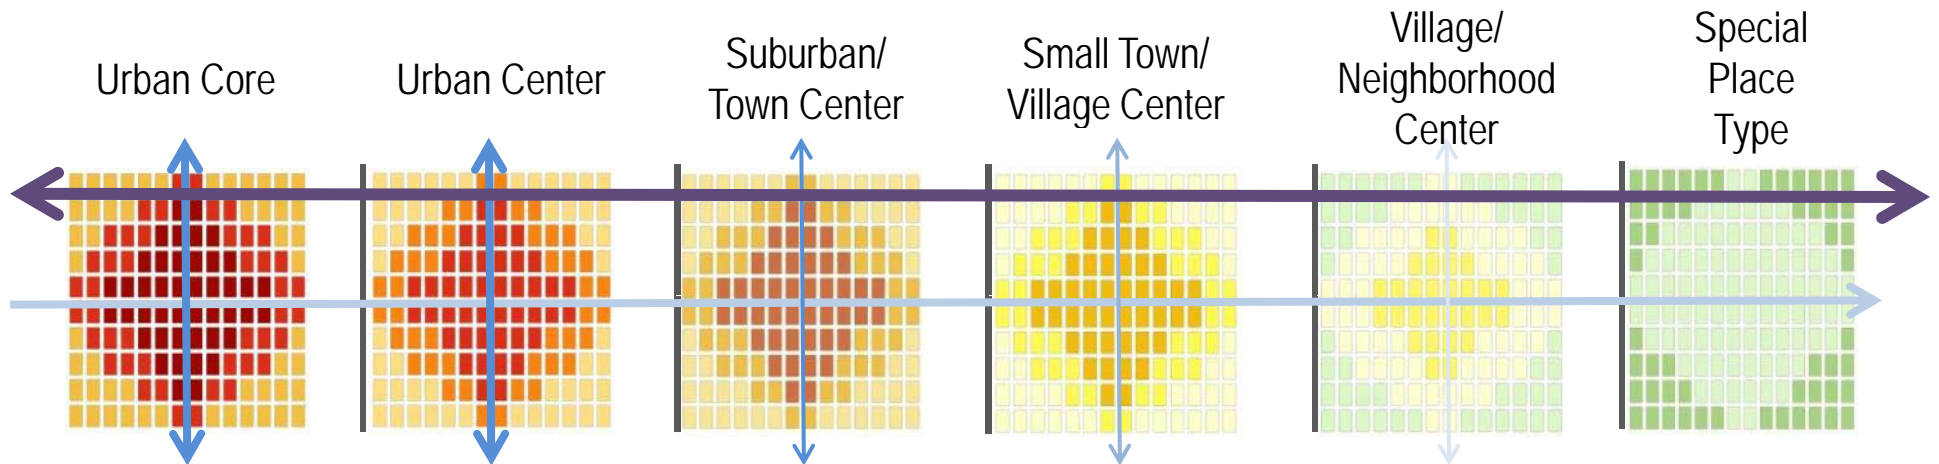 Urban Core
Urban Center
Suburban/
Town Center
Small Town/
Village Center
Village/
Neighborhood
Center
Special
Place
Type